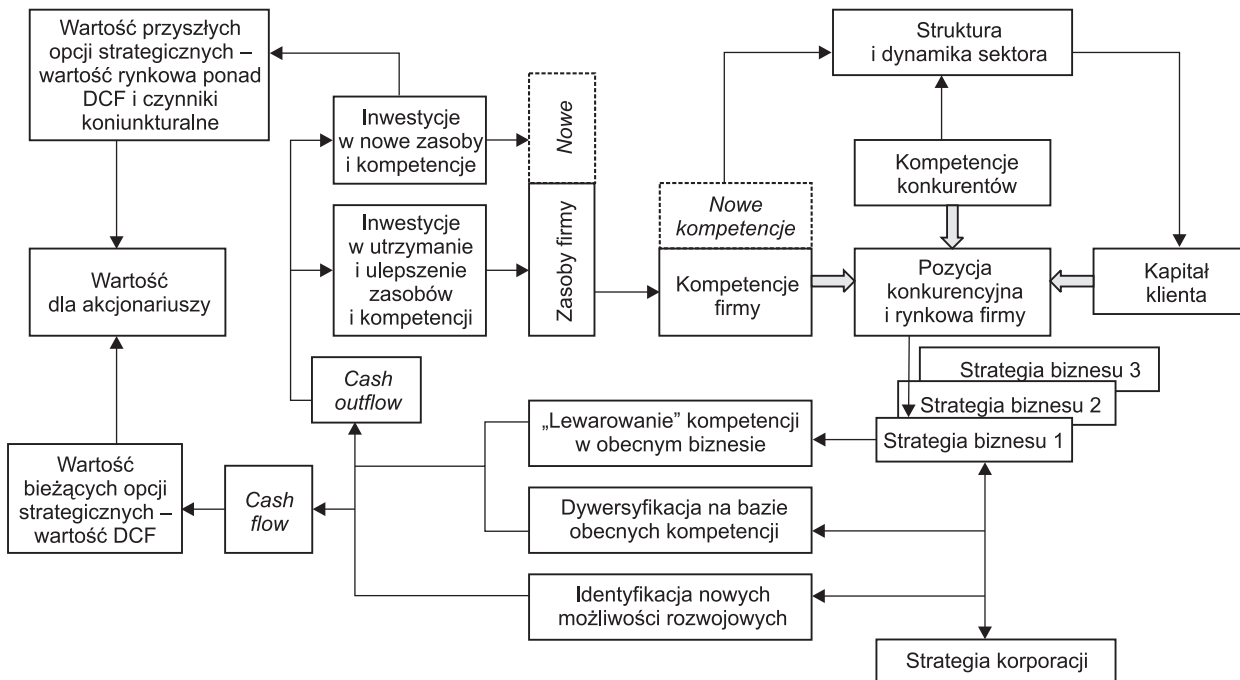 Wartość przyszłych
opcji strategicznych –
wartość rynkowa ponad
DCF i czynniki
koniunkturalne
Struktura
i dynamika sektora
Inwestycje
w nowe zasoby
i kompetencje
Nowe
Kompetencje
konkurentów
Nowe
kompetencje
Inwestycje
w utrzymanie
i ulepszenie
zasobów
i kompetencji
Zasoby firmy
Wartość
dla akcjonariuszy
Kompetencje
firmy
Pozycja
konkurencyjna
i rynkowa firmy
Kapitał
klienta
Strategia biznesu 3
Strategia biznesu 2
Strategia biznesu 1
Cash
outflow
„Lewarowanie” kompetencji
w obecnym biznesie
Wartość
bieżących opcji
strategicznych –
wartość DCF
Cash
flow
Dywersyfikacja na bazie
obecnych kompetencji
Identyfikacja nowych
możliwości rozwojowych
Strategia korporacji